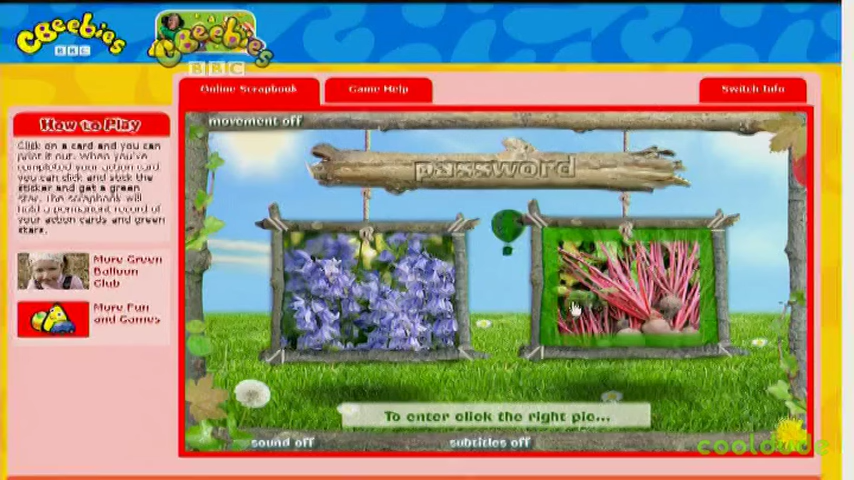 CBeebies
BBC
CBeebies
BBC
Online Scrapbook
Game Help
Switch Info
How to Play
Click on a card and you can
print it out. When you've
completed your action card
you can click and stick the
sticker and get a green
star. The scrapbook will
hold a permanent record of
your action cards and green
stars.
More Green
Balloon
Club
More Fun
and Games
movement off
password
To enter click the right pic...
sound off
subtitles off
cooldude